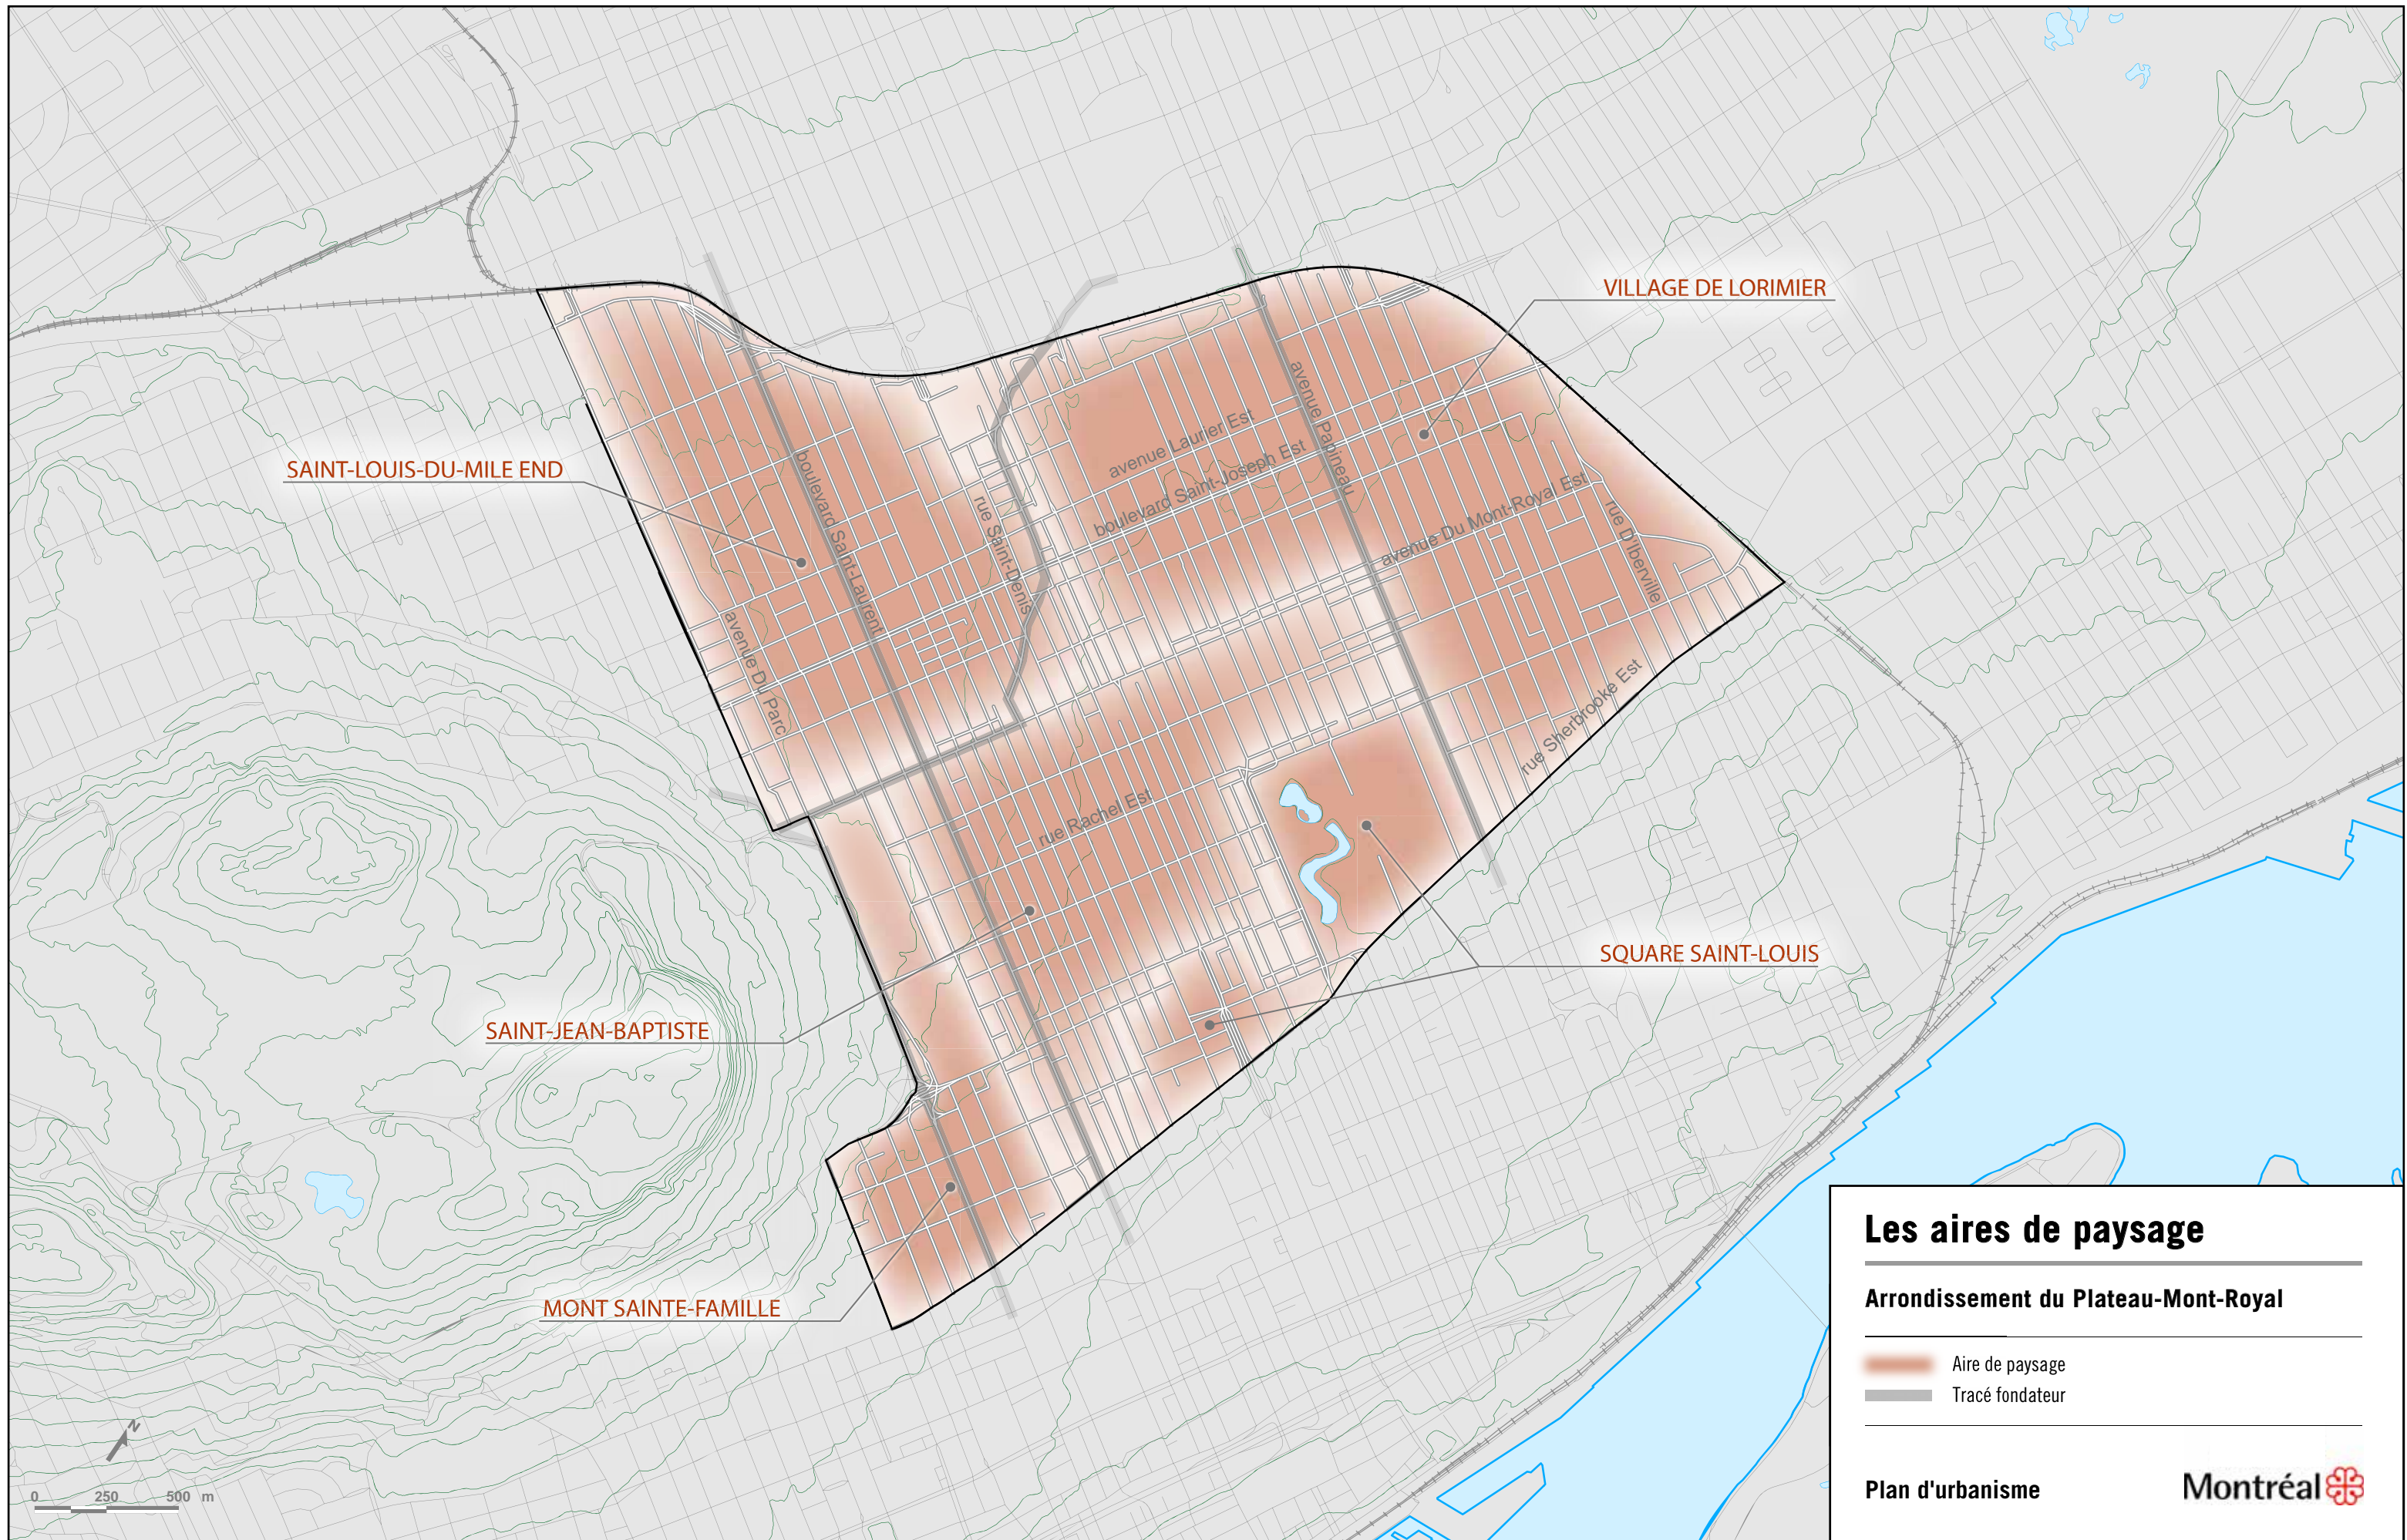 VILLAGE DE LORIMIER
SAINT-LOUIS-DU-MILE END
avenue Papineau
avenue Laurier Est
boulevard Saint-Joseph Est
boulevard Saint-Laurent
rue Saint-Denis
avenue Du Mont-Royal Est
rue D'Iberville
avenue Du Parc
rue Sherbrooke Est
rue Rachel Est
SQUARE SAINT-LOUIS
SAINT-JEAN-BAPTISTE
MONT SAINTE-FAMILLE
N
0 250 500 m
Les aires de paysage
Arrondissement du Plateau-Mont-Royal
Aire de paysage
Tracé fondateur
Plan d'urbanisme
Montréal